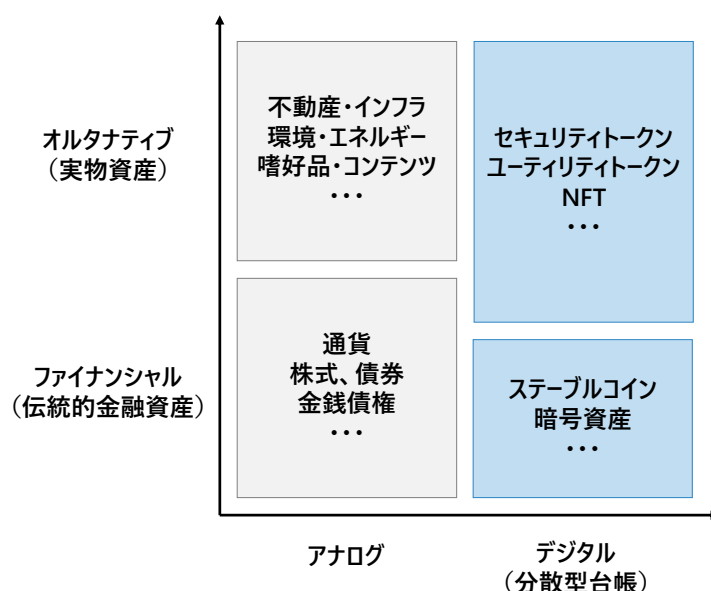 オルタナティブ
（実物資産）
不動産・インフラ
環境・エネルギー
嗜好品・コンテンツ
・・・
セキュリティトークン
ユーティリティトークン
NFT
・・・
ファイナンシャル
（伝統的金融資産）
通貨
株式、債券
金銭債権
・・・
ステーブルコイン
暗号資産
・・・
アナログ
デジタル
（分散型台帳）